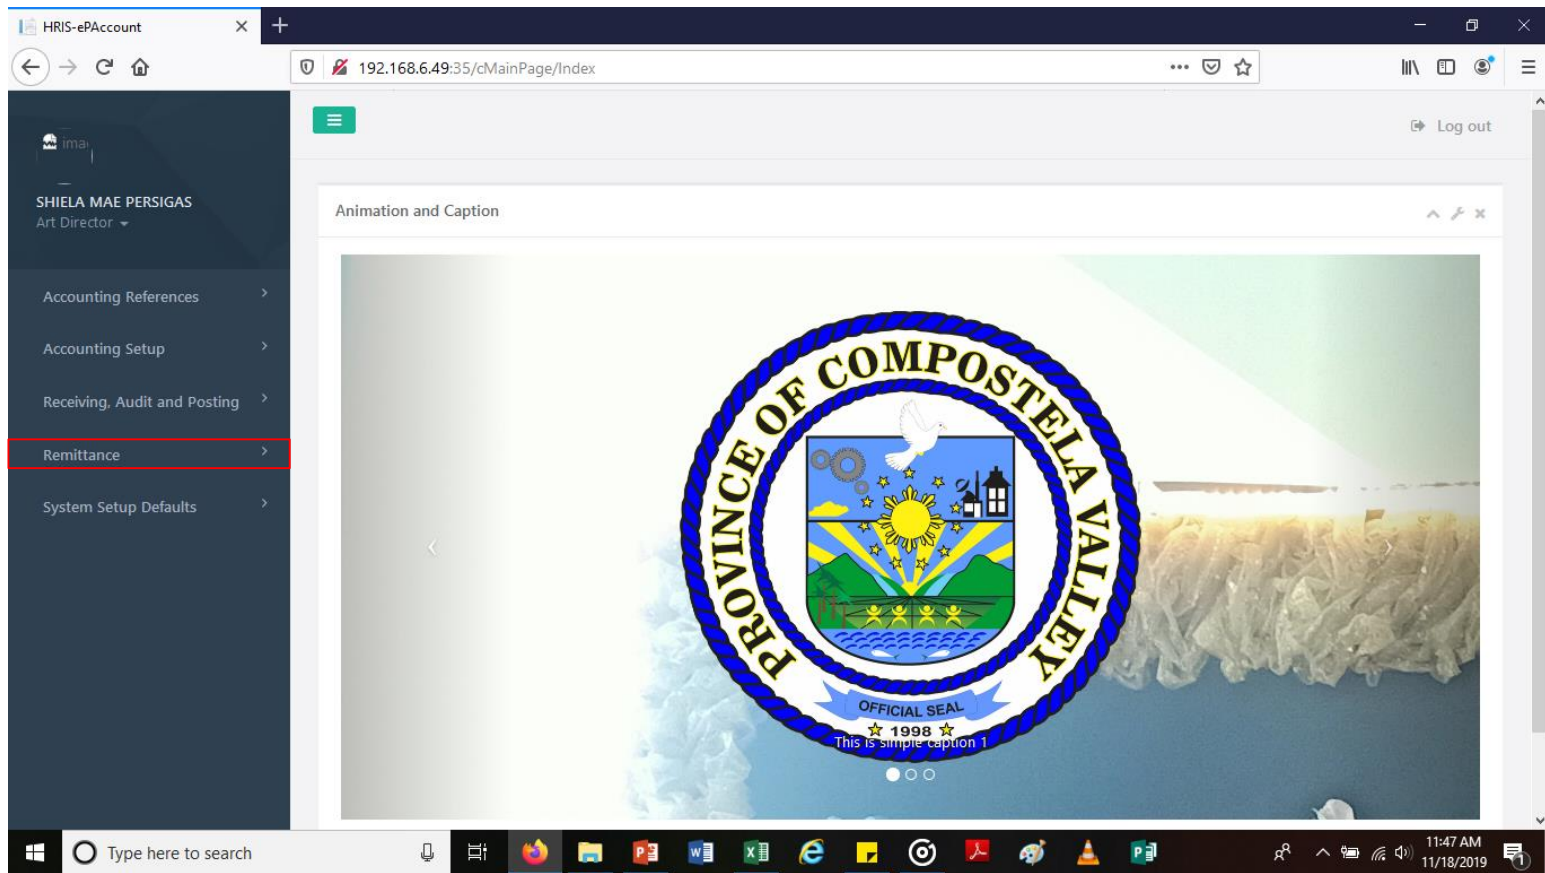 HRIS-ePAccount
192.168.6.49:35/cMainPage/Index
Log out
SHIELA MAE PERSIGAS
Art Director
Animation and Caption
Accounting References
Accounting Setup
Receiving, Audit and Posting
Remittance
System Setup Defaults
PROVINCE OF COMPOSTELA VALLEY
OFFICIAL SEAL
1998
This is simple caption 1
Type here to search
11:47 AM
11/18/2019
1